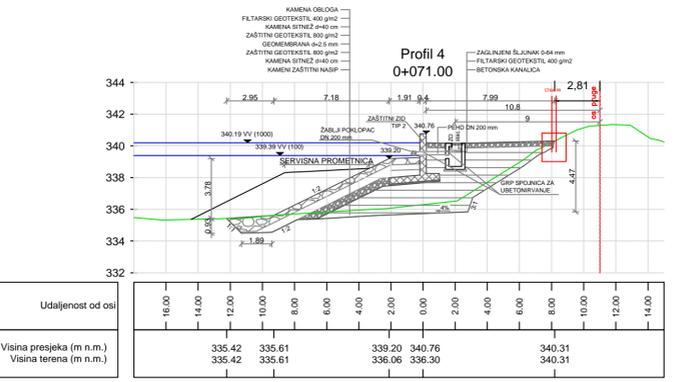 KAMENA OBLOGA
FILTARSKI GEOTEKSTIL 400 g/m2
KAMENA SITNEŽ d=40 cm
ZAŠTITNI GEOTEKSTIL 800 g/m2
GEOMEMBRANA d=2.5 mm
ZAŠTITNI GEOTEKSTIL 800 g/m2
KAMENA SITNEŽ d=40 cm
KAMENI ZAŠTITNI NASIP
Profil 4
0+071.00
ZAGLINJENI ŠLJUNAK 0-64 mm
FILTARSKI GEOTEKSTIL 400 g/m2
BETONSKA KANALICA
344
342
340
338
336
334
332
2,81
os pruge
2.95
7.18
1.91
0.4
7.99
10.8
9
ZAŠTITNI ZID
TIP 2
340.76
ŽABLJI POKLOPAC
DN 200 mm
PEHD DN 200 mm
340.19 VV (1000)
339.39 VV (100)
339.20
SERVISNA PROMETNICA
GRP SPOJNICA ZA
UBETONIRVANJE
3.78
0.93
1.89
1:2
1:2
4%
3:1
4.47
Udaljenost od osi
16.00
14.00
12.00
10.00
8.00
6.00
4.00
2.00
0.00
2.00
4.00
6.00
8.00
10.00
12.00
14.00
Visina presjeka (m n.m.)
335.42 335.61 339.20 340.76 340.31
Visina terena (m n.m.)
335.42 335.61 336.06 336.30 340.31